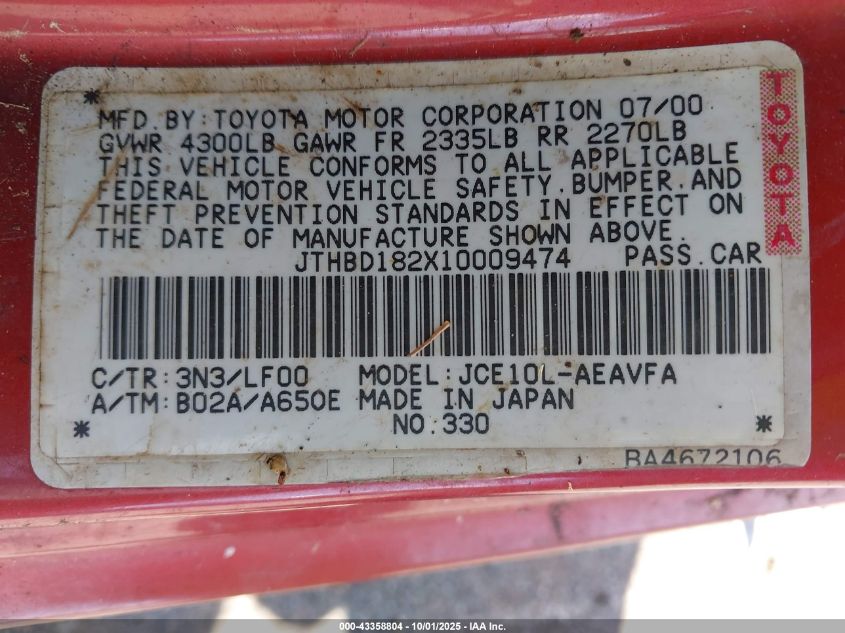 MFD.BY:TOYOTA MOTOR CORPORATION 07/00
GVWR 4300LB GAWR FR 2335LB RR 2270LB
THIS VEHICLE CONFORMS TO ALL APPLICABLE
FEDERAL MOTOR VEHICLE SAFETY.BUMPER.AND
THEFT PREVENTION STANDARDS IN EFFECT ON
THE DATE OF MANUFACTURE SHOWN ABOVE.
JTHBD182X10009474 PASS.CAR
C/TR:3N3/LF00 MODEL:JCE10L-AEAVFA
A/TM:B02A/A650E MADE IN JAPAN
NO.330
BA4672106
TOYOTA
000-43358804 - 10/01/2025 - IAA Inc.